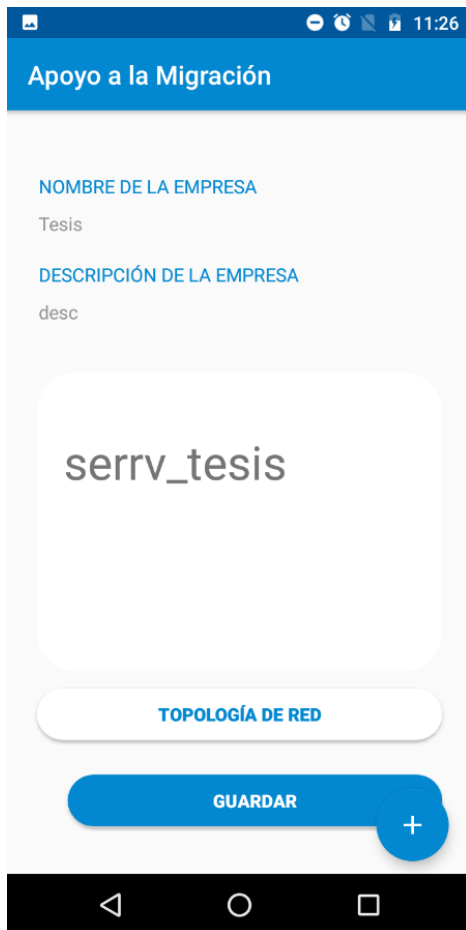 11:26
Apoyo a la Migración
NOMBRE DE LA EMPRESA
Tesis
DESCRIPCIÓN DE LA EMPRESA
desc
serrv_tesis
TOPOLOGÍA DE RED
GUARDAR
+